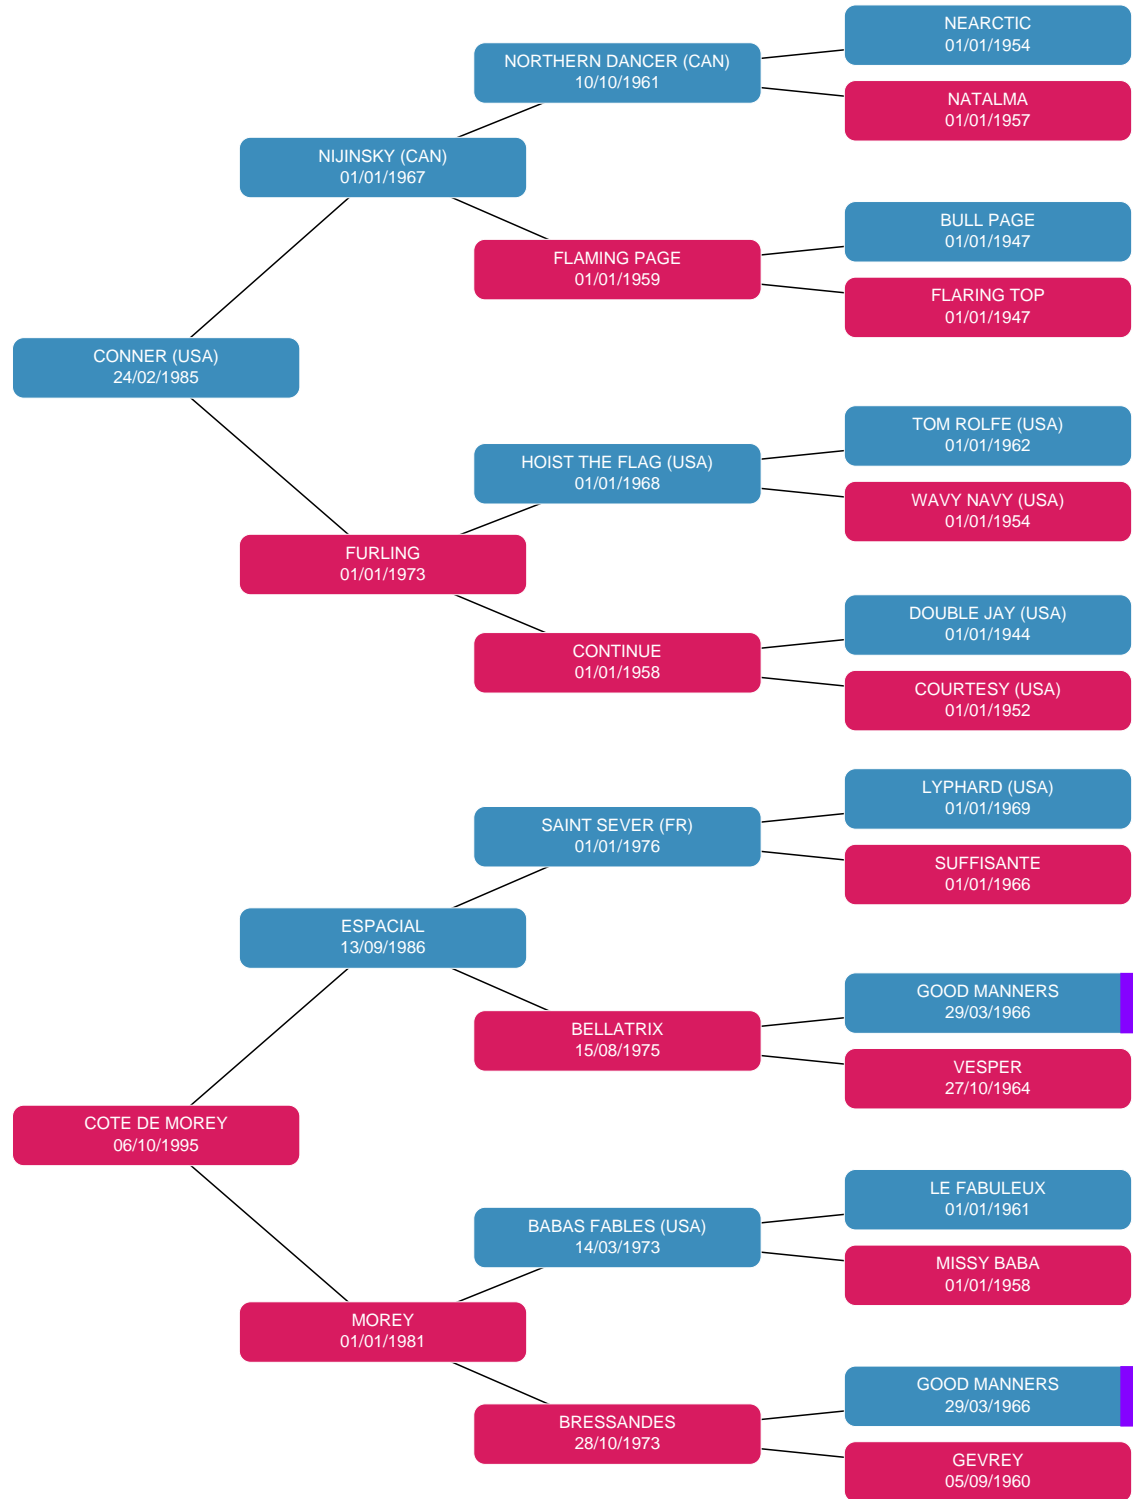 NEARCTIC
01/01/1954
NORTHERN DANCER (CAN)
10/10/1961
NATALMA
01/01/1957
NIJINSKY (CAN)
01/01/1967
BULL PAGE
01/01/1947
FLAMING PAGE
01/01/1959
FLARING TOP
01/01/1947
CONNER (USA)
24/02/1985
TOM ROLFE (USA)
01/01/1962
HOIST THE FLAG (USA)
01/01/1968
WAVY NAVY (USA)
01/01/1954
FURLING
01/01/1973
DOUBLE JAY (USA)
01/01/1944
CONTINUE
01/01/1958
COURTESY (USA)
01/01/1952
LYPHARD (USA)
01/01/1969
SAINT SEVER (FR)
01/01/1976
SUFFISANTE
01/01/1966
ESPACIAL
13/09/1986
GOOD MANNERS
29/03/1966
BELLATRIX
15/08/1975
VESPER
27/10/1964
COTE DE MOREY
06/10/1995
LE FABULEUX
01/01/1961
BABAS FABLES (USA)
14/03/1973
MISSY BABA
01/01/1958
MOREY
01/01/1981
GOOD MANNERS
29/03/1966
BRESSANDES
28/10/1973
GEVREY
05/09/1960